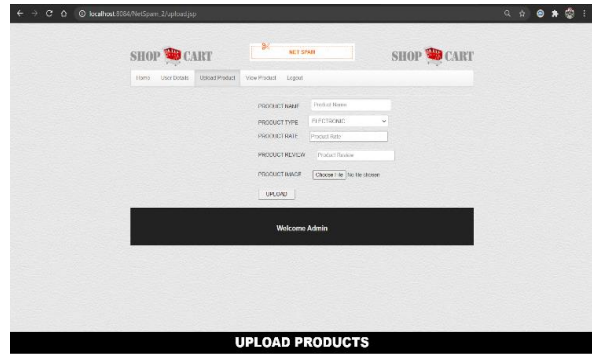 localhost:8084/NetSpam_2/upload.jsp
SHOP CART
NET SPAM
SHOP CART
Home User Details Upload Product View Product Logout
PRODUCT NAME Product Name
PRODUCT TYPE ELECTRONIC
PRODUCT RATE Product Rate
PRODUCT REVIEW Product Review
PRODUCT IMAGE Choose File No file chosen
UPLOAD
Welcome Admin
UPLOAD PRODUCTS